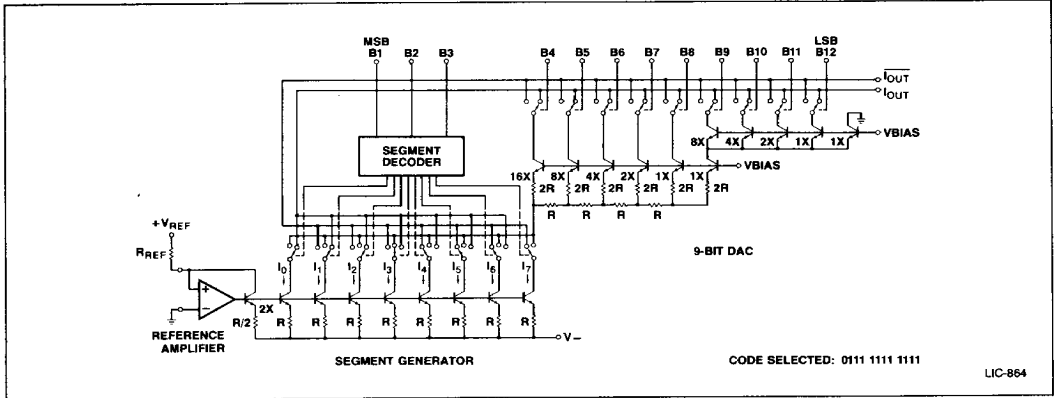 MSB LSB
B1 B2 B3 B4 B5 B6 B7 B8 B9 B10 B11 B12
IOUT
IOUT
SEGMENT
DECODER
8X 4X 2X 1X 1X VBIAS
16X 8X 4X 2X 1X 1X VBIAS
2R 2R 2R 2R 2R 2R
R R R R
9-BIT DAC
+VREF
RREF
I0 I1 I2 I3 I4 I5 I6 I7
+
−
2X
R/2 R R R R R R R R V−
REFERENCE
AMPLIFIER
SEGMENT GENERATOR
CODE SELECTED: 0111 1111 1111
LIC-864